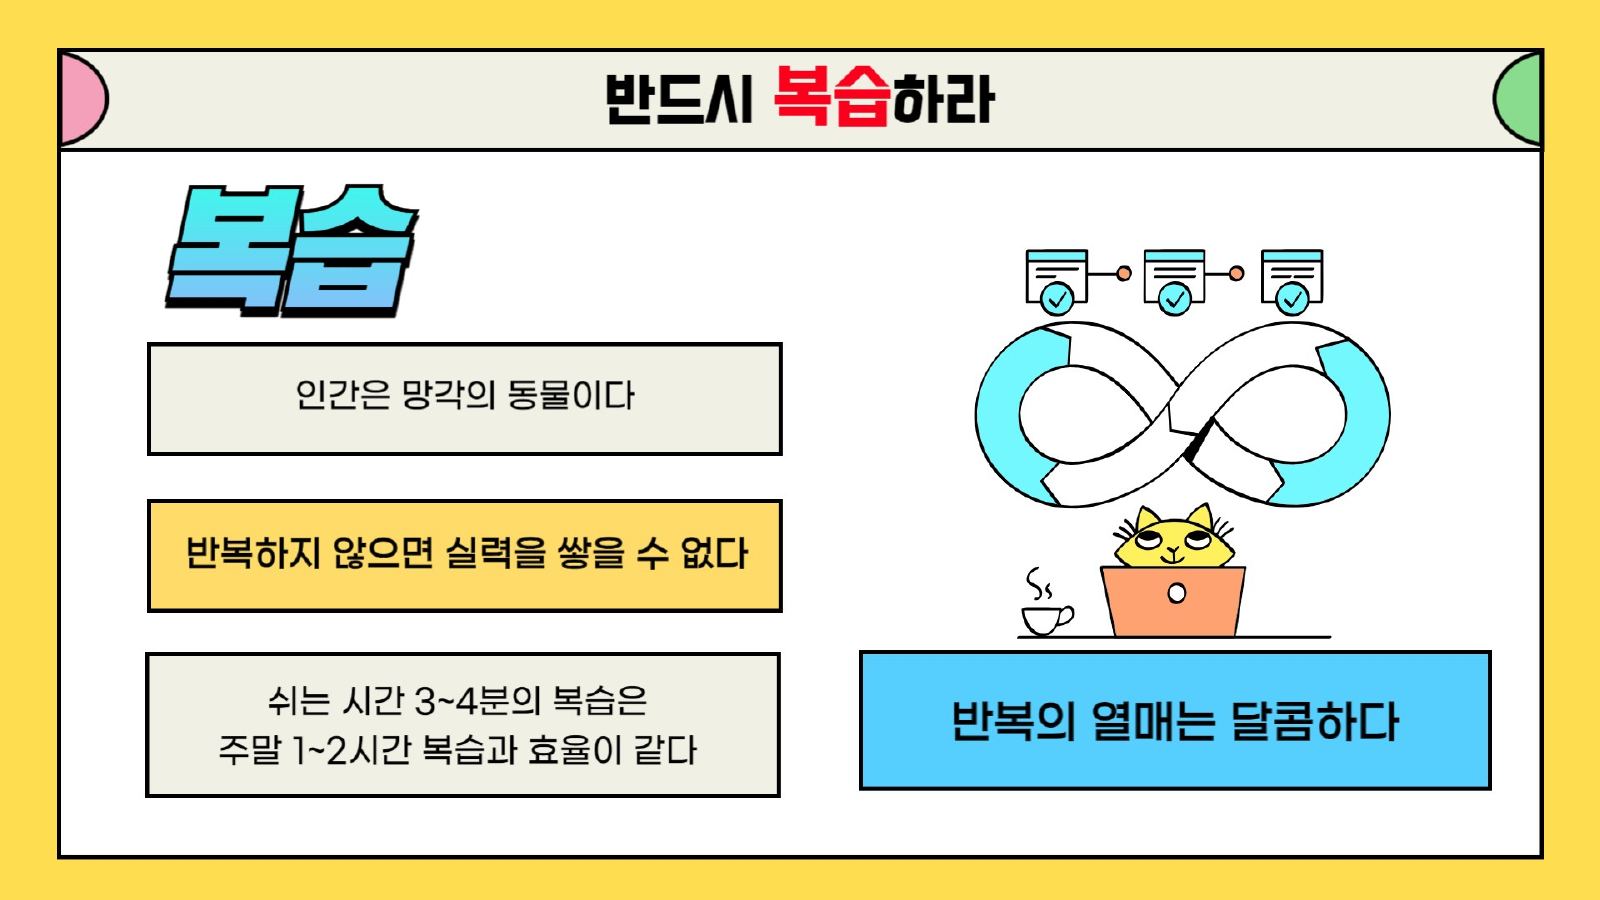 반드시 복습하라
복습
인간은 망각의 동물이다
반복하지 않으면 실력을 쌓을 수 없다
쉬는 시간 3~4분의 복습은
주말 1~2시간 복습과 효율이 같다
반복의 열매는 달콤하다